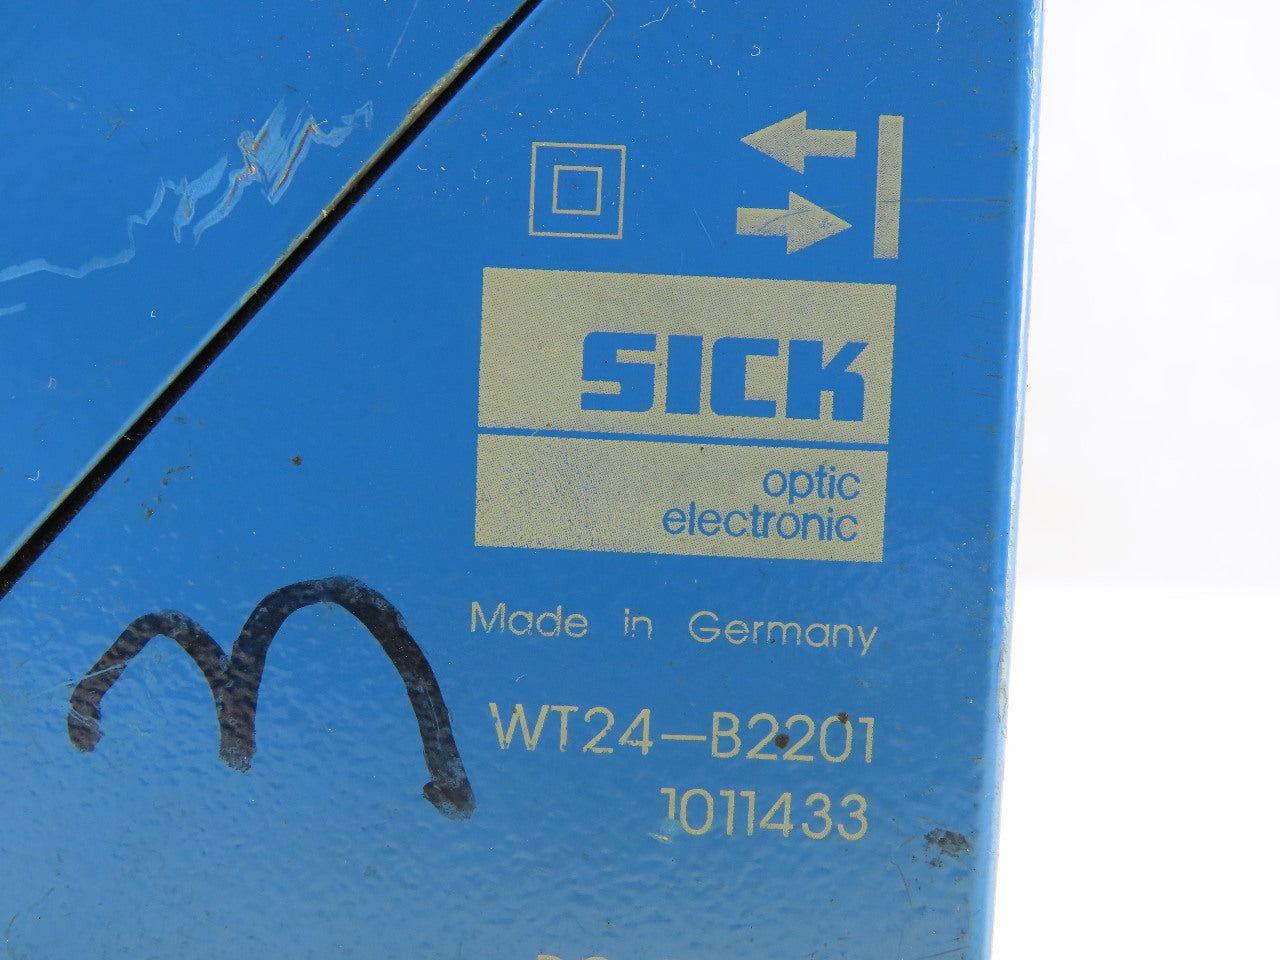 SICK
optic
electronic
Made in Germany
m
WT24-B2201
1011433